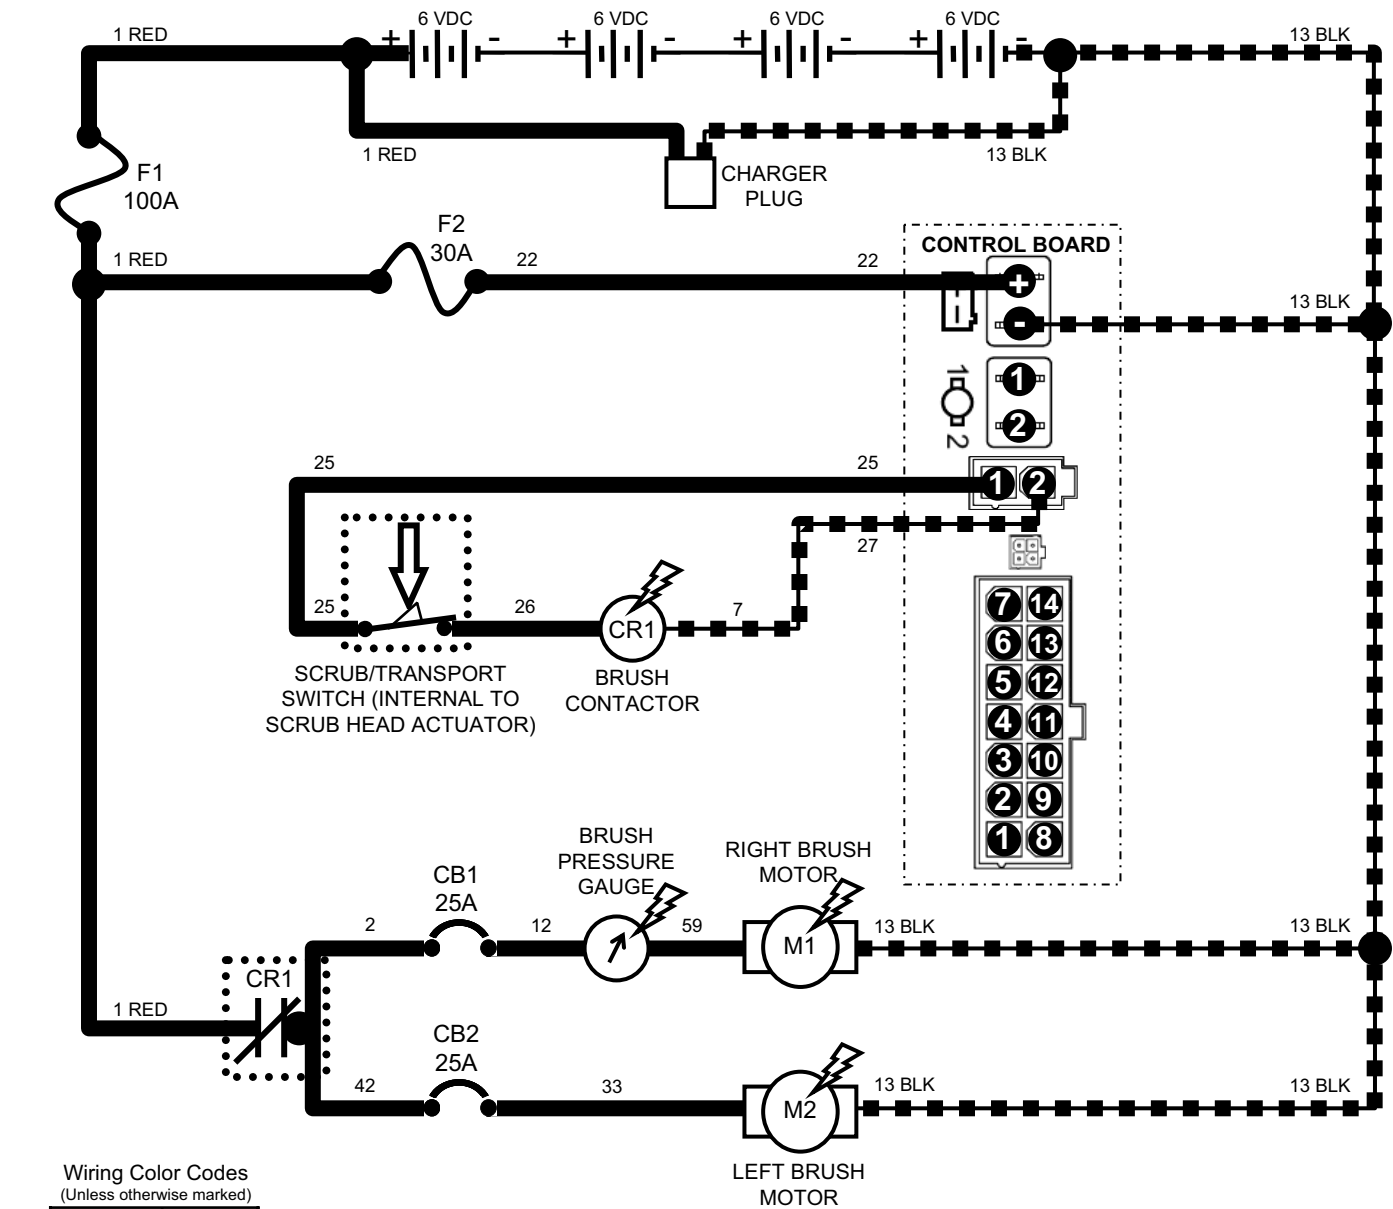 6 VDC 6 VDC 6 VDC 6 VDC
1 RED + - + - + - + - 13 BLK
1 RED 13 BLK
CHARGER
PLUG
F1
100A
F2
30A
1 RED 22 22
CONTROL BOARD
+
-
13 BLK
1
2
1
2
25 25
1 2
27
25 26 CR1 7
SCRUB/TRANSPORT
SWITCH (INTERNAL TO
SCRUB HEAD ACTUATOR)
BRUSH
CONTACTOR
7 14
6 13
5 12
4 11
3 10
2 9
1 8
BRUSH
PRESSURE
GAUGE
RIGHT BRUSH
MOTOR
CB1
25A
2 12 59 M1 13 BLK 13 BLK
CR1
1 RED
CB2
25A
42 33 M2 13 BLK 13 BLK
LEFT BRUSH
MOTOR
Wiring Color Codes
(Unless otherwise marked)